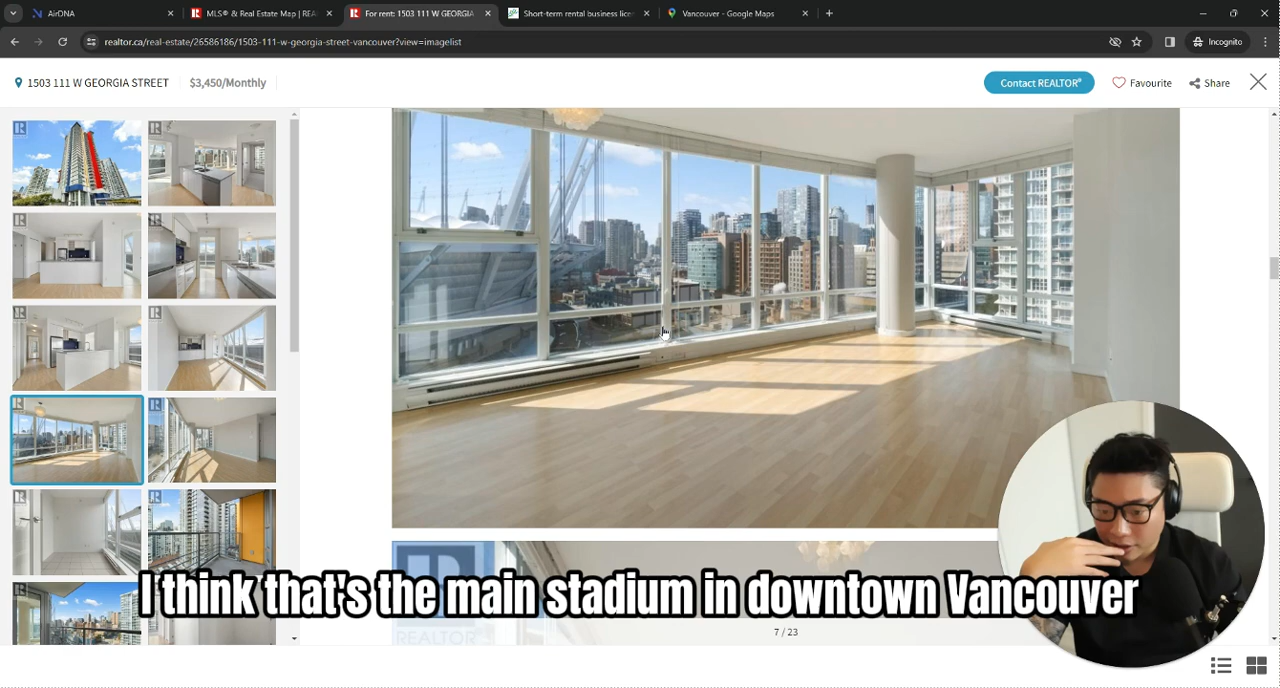 AirDNA
MLS® & Real Estate Map | REA
For rent: 1503 111 W GEORGIA
Short-term rental business lice
Vancouver - Google Maps
realtor.ca/real-estate/26586186/1503-111-w-georgia-street-vancouver?view=imagelist
Incognito
1503 111 W GEORGIA STREET
$3,450/Monthly
Contact REALTOR®
Favourite
Share
I think that's the main stadium in downtown Vancouver
REALTOR
7 / 23